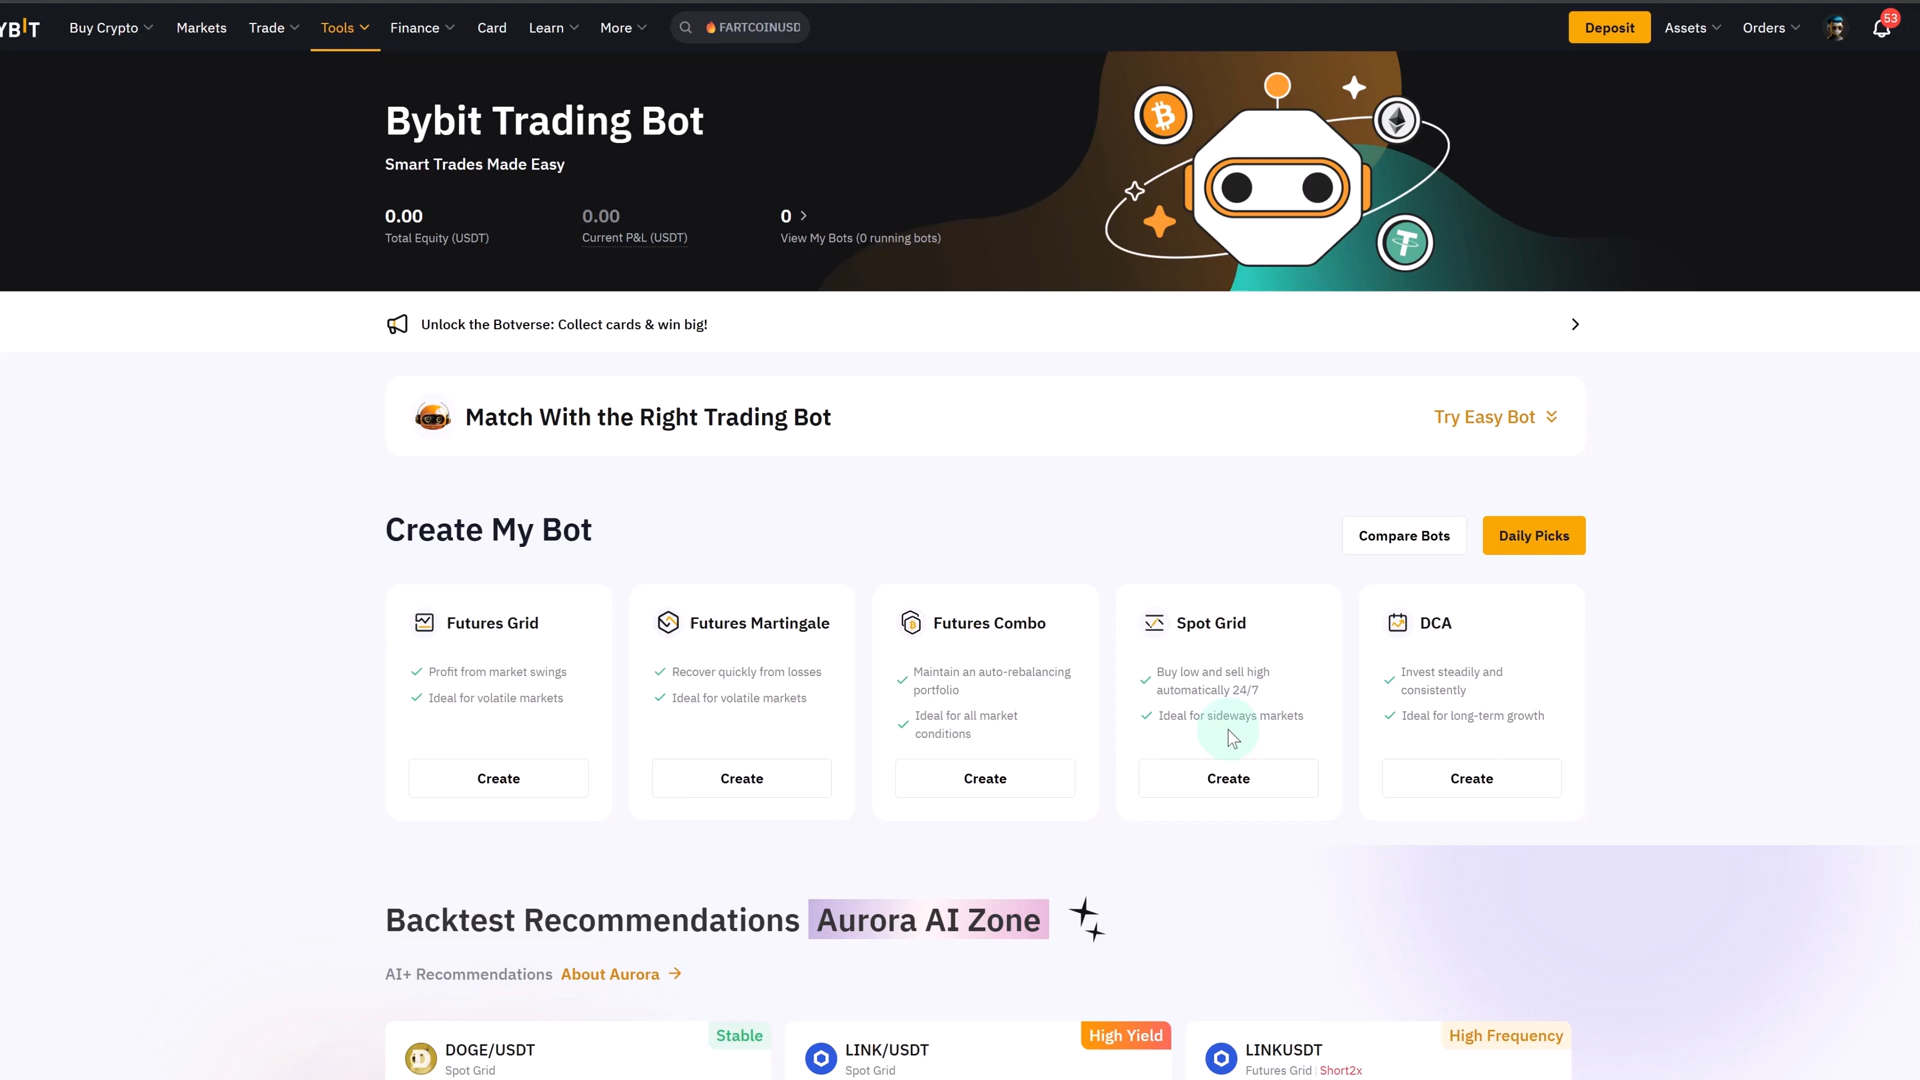 YBIT
Buy Crypto
Markets
Trade
Tools
Finance
Card
Learn
More
FARTCOINUSD
Deposit
Assets
Orders
53
Bybit Trading Bot
Smart Trades Made Easy
0.00
Total Equity (USDT)
0.00
Current P&L (USDT)
0
View My Bots (0 running bots)
Unlock the Botverse: Collect cards & win big!
Match With the Right Trading Bot
Try Easy Bot
Create My Bot
Compare Bots
Daily Picks
Futures Grid
Profit from market swings
Ideal for volatile markets
Create
Futures Martingale
Recover quickly from losses
Ideal for volatile markets
Create
Futures Combo
Maintain an auto-rebalancing
portfolio
Ideal for all market
conditions
Create
Spot Grid
Buy low and sell high
automatically 24/7
Ideal for sideways markets
Create
DCA
Invest steadily and
consistently
Ideal for long-term growth
Create
Backtest Recommendations Aurora AI Zone
AI+ Recommendations About Aurora
Stable
DOGE/USDT
Spot Grid
High Yield
LINK/USDT
Spot Grid
High Frequency
LINKUSDT
Futures Grid Short2x